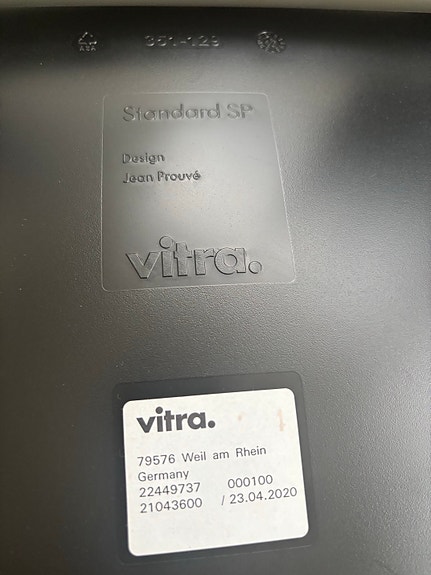 ASA
351-129
Standard SP
Design
Jean Prouvé
vitra.
vitra.
79576 Weil am Rhein
Germany
22449737 000100
21043600 / 23.04.2020